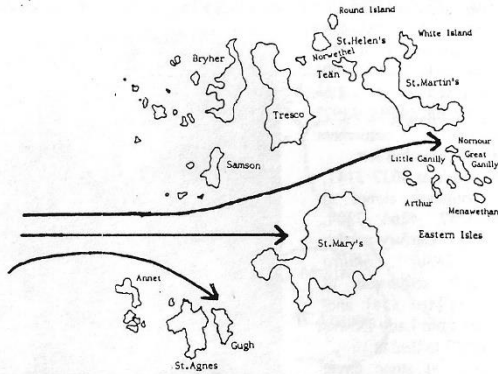 Round Island
St.Helen's
White Island
Norwethel
Bryher
Teän
St.Martin's
Tresco
Nornour
Great
Ganilly
Little Ganilly
Samson
Arthur
Menawethan
St.Mary's
Eastern Isles
Annet
Gugh
St.Agnes